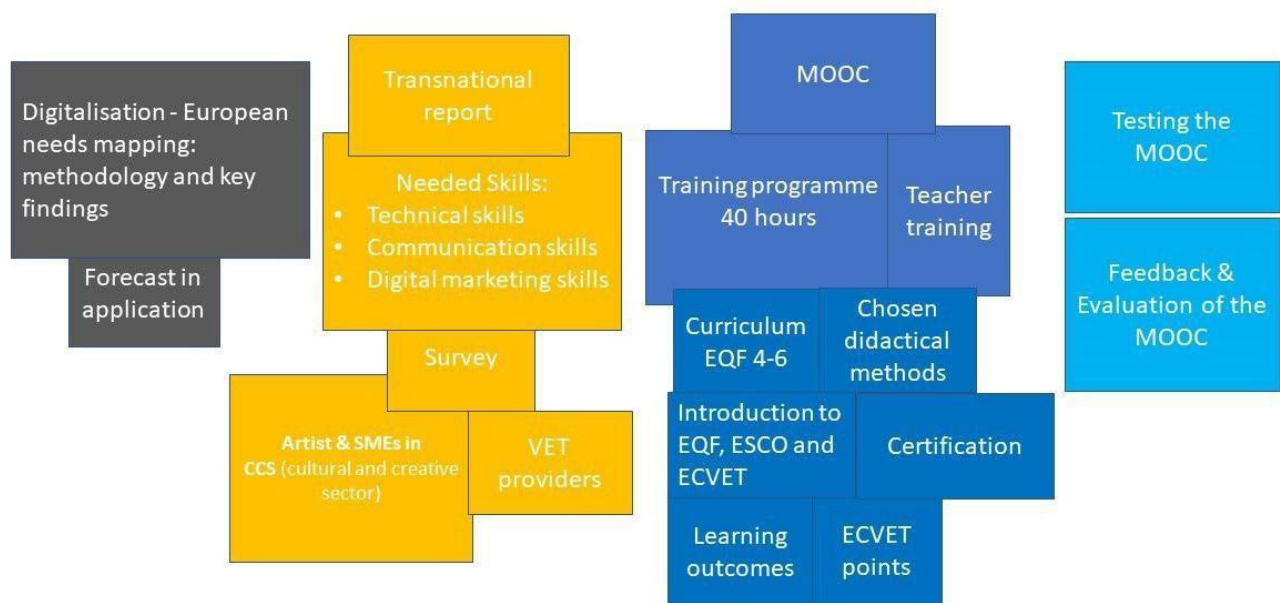 Digitalisation - European
needs mapping:
methodology and key
findings
Forecast in
application
Transnational
report
Needed Skills:
• Technical skills
• Communication skills
• Digital marketing skills
Survey
Artist & SMEs in
CCS (cultural and creative
sector)
VET
providers
MOOC
Training programme
40 hours
Teacher
training
Curriculum
EQF 4-6
Chosen
didactical
methods
Introduction to
EQF, ESCO and
ECVET
Certification
Learning
outcomes
ECVET
points
Testing the
MOOC
Feedback &
Evaluation of the
MOOC